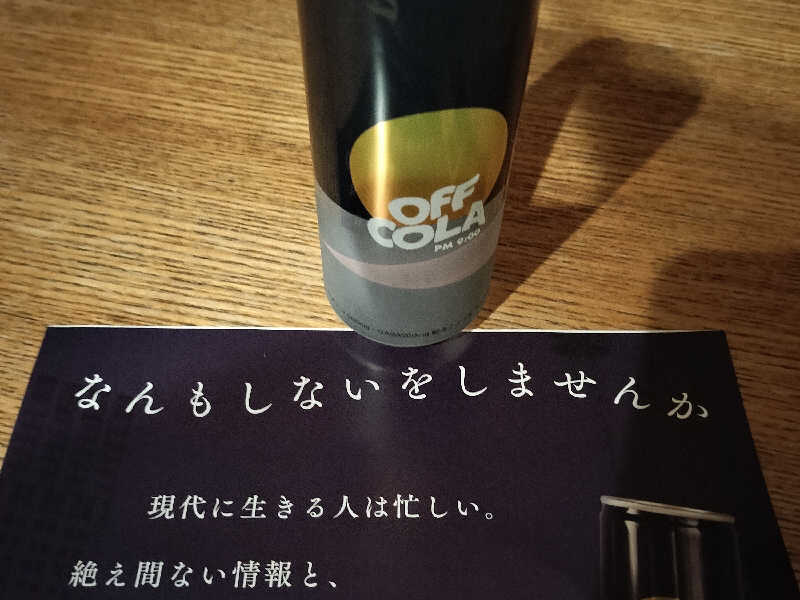 OFF
COLA
PM 9:00
なんもしないをしませんか
現代に生きる人は忙しい。
絶え間ない情報と、